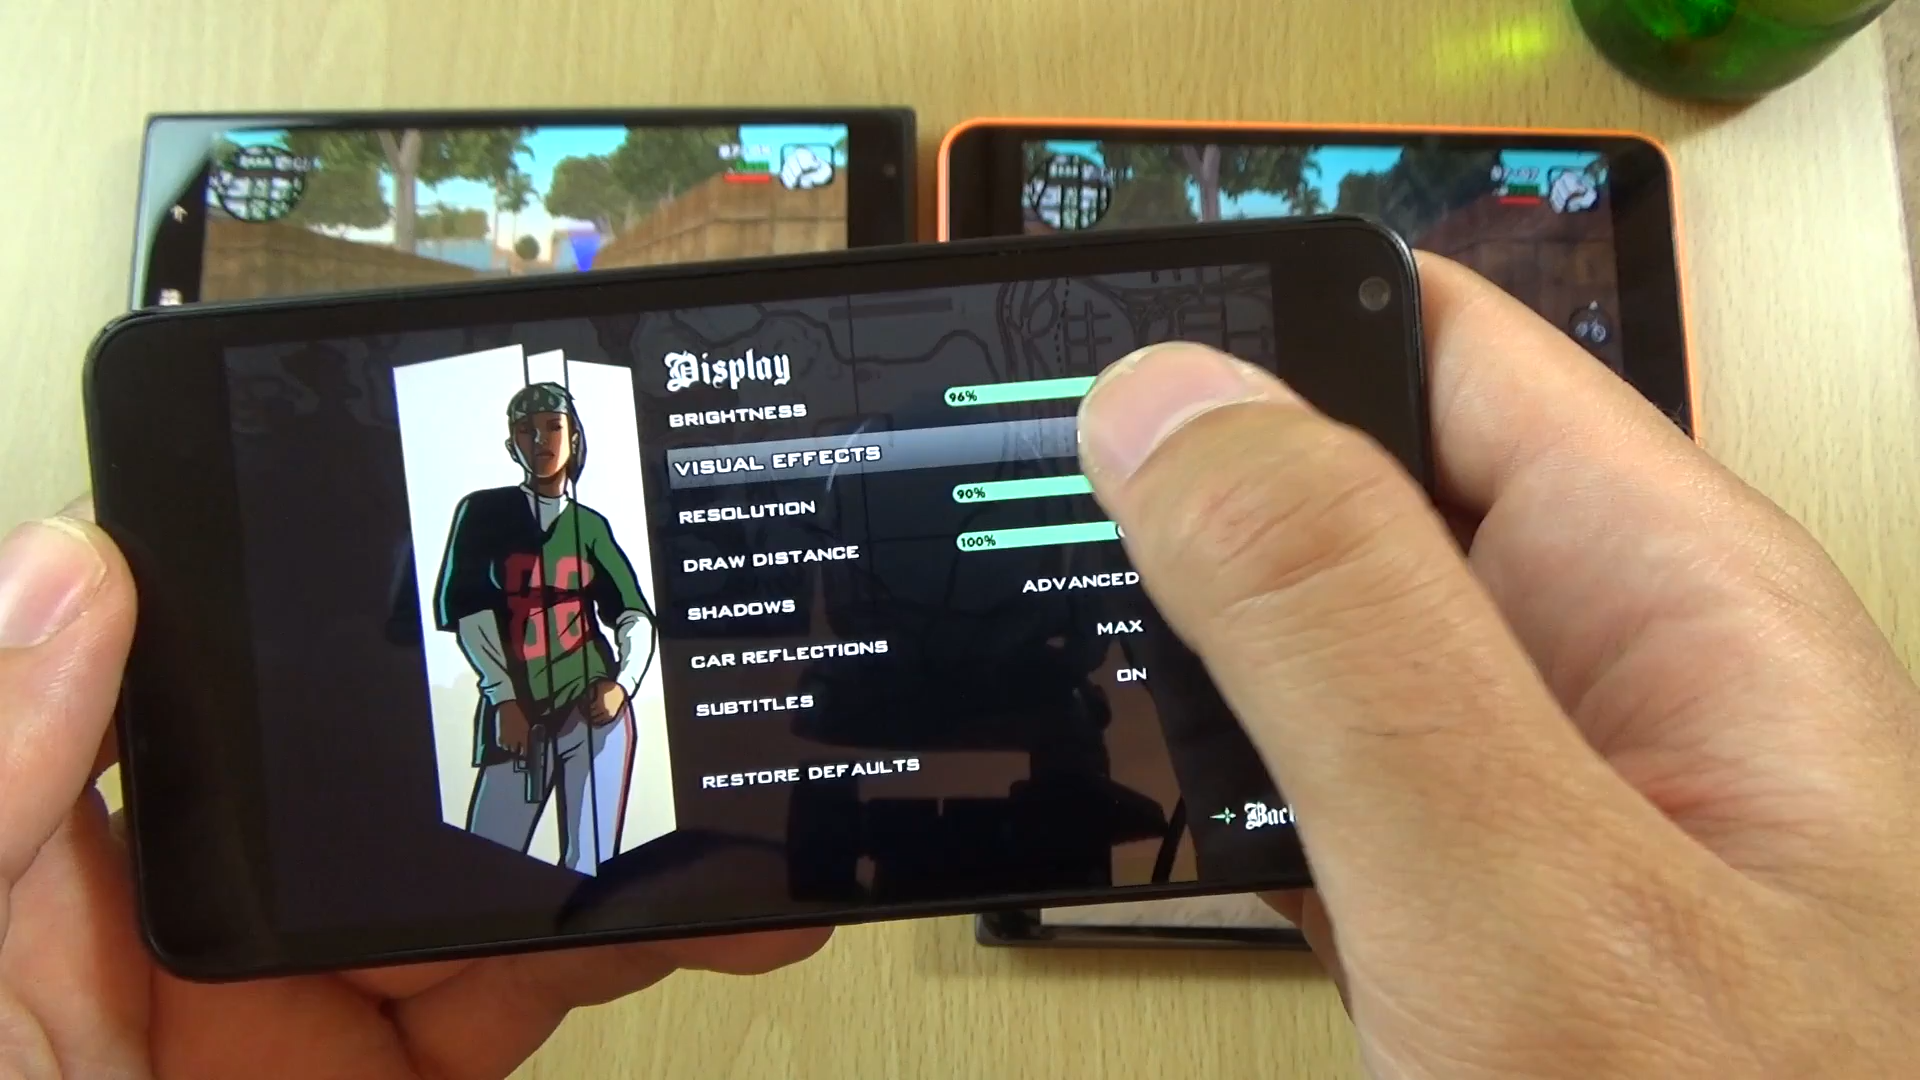 Display
BRIGHTNESS 96%
VISUAL EFFECTS
RESOLUTION 90%
DRAW DISTANCE 100%
SHADOWS ADVANCED
CAR REFLECTIONS MAX
SUBTITLES ON
RESTORE DEFAULTS
88